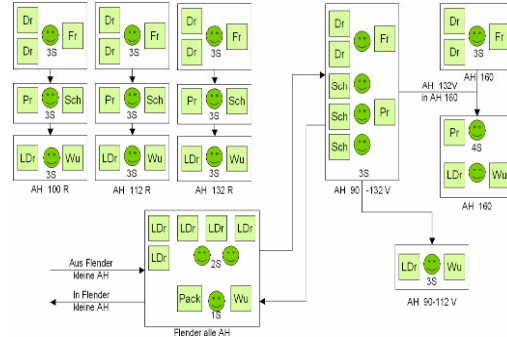 Dr
Dr
Fr
3S
Pr
Sch
3S
LDr
Wu
3S
AH 100 R
Dr
Dr
Fr
3S
Pr
Sch
3S
LDr
Wu
3S
AH 112 R
Dr
Dr
Fr
3S
Pr
Sch
3S
LDr
Wu
3S
AH 132 R
Dr
Dr
Fr
Sch
Sch
Pr
Sch
3S
AH 90 -132 V
AH 132V
in AH 160
Dr
Fr
3S
AH 160
Pr
4S
LDr
Wu
AH 160
LDr
Wu
3S
AH 90-112 V
LDr
LDr
LDr
LDr
LDr
2S
Pack
Wu
1S
Flender alle AH
Aus Flender
kleine AH
In Flender
kleine AH